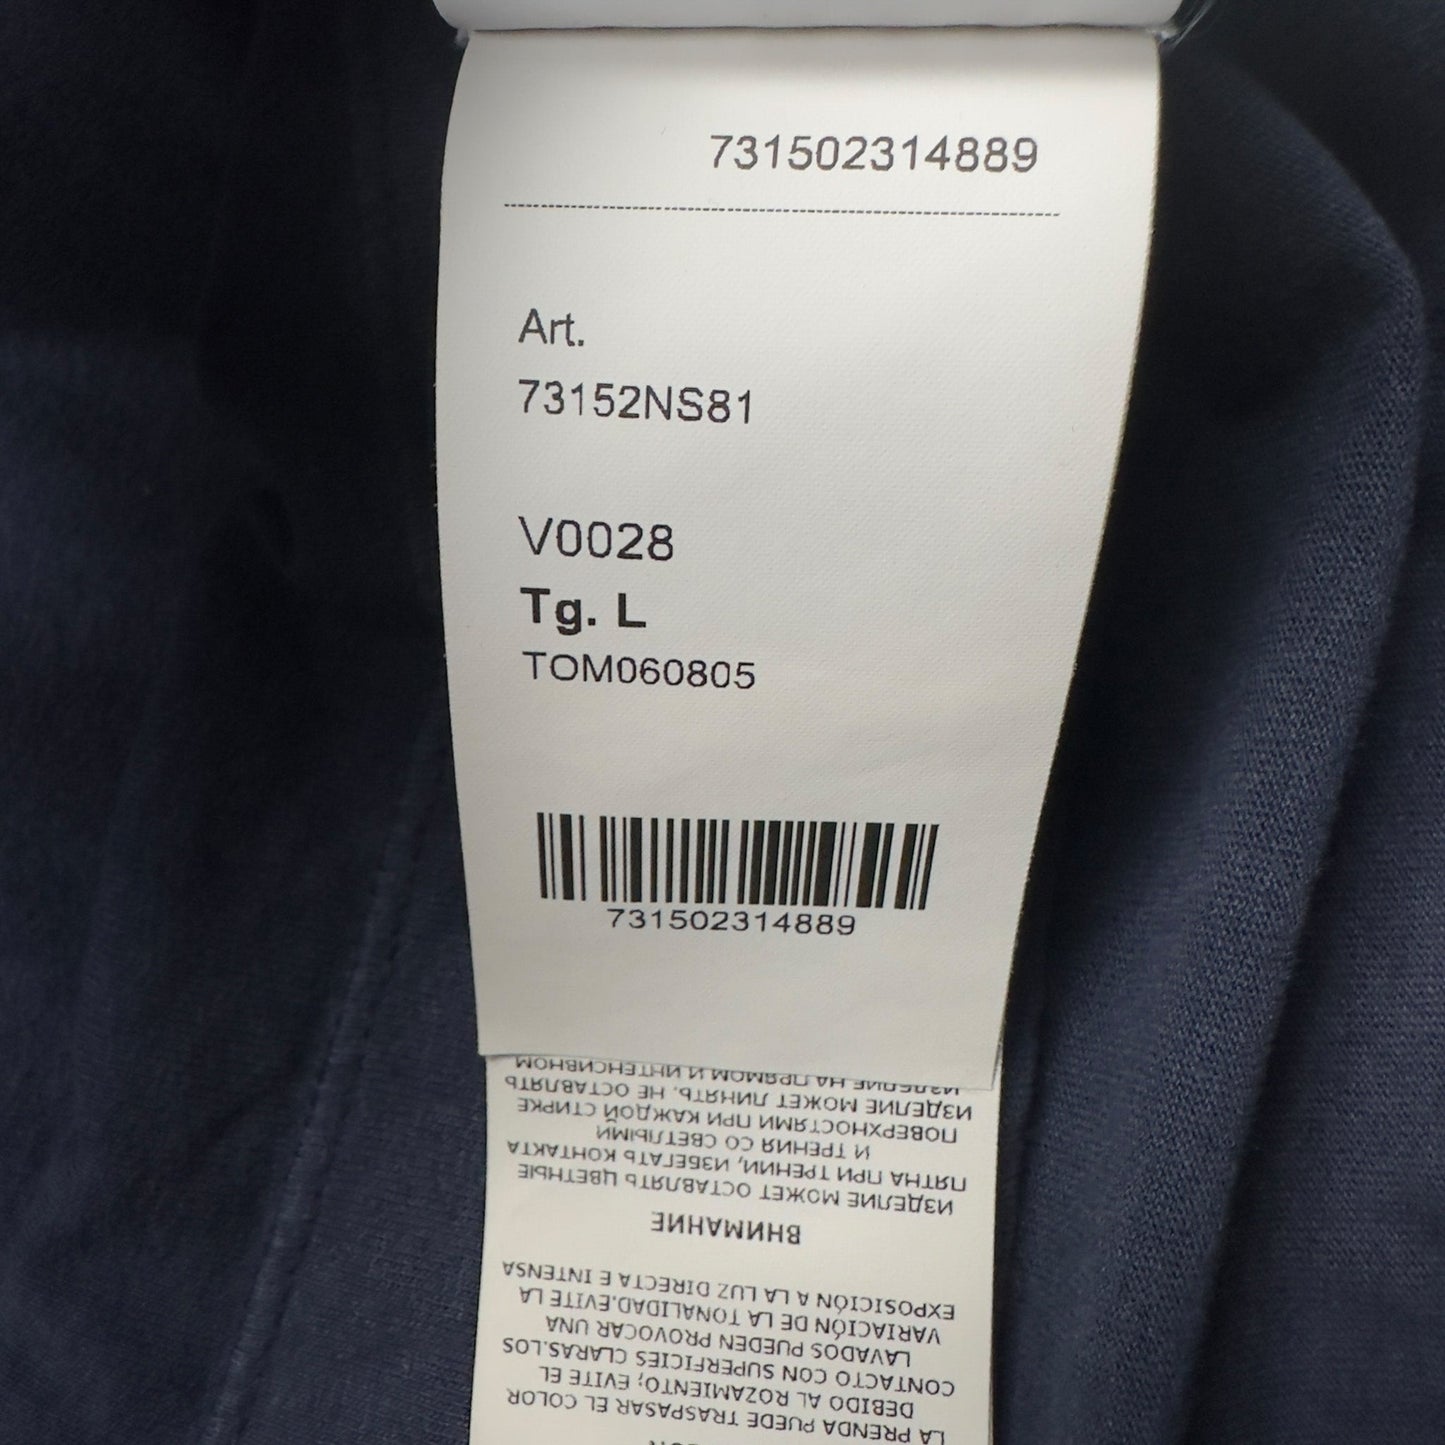 731502314889
Art.
73152NS81
V0028
Tg. L
TOM060805
731502314889
LA PRENDA PUEDE TRASPASAR EL COLOR
DEBIDO AL ROZAMIENTO; EVITE EL
CONTACTO CON SUPERFICIES CLARAS.LOS
LAVADOS PUEDEN PROVOCAR UNA
VARIACIÓN DE LA TONALIDAD.EVITE LA
EXPOSICIÓN A LA LUZ DIRECTA E INTENSA
ВНИМАНИЕ
ИЗДЕЛИЕ МОЖЕТ ОСТАВЛЯТЬ ЦВЕТНЫЕ
ПЯТНА ПРИ ТРЕНИИ, ИЗБЕГАТЬ КОНТАКТА
И ТРЕНИЯ СО СВЕТЛЫМИ
ПОВЕРХНОСТЯМИ ПРИ КАЖДОЙ СТИРКЕ
ИЗДЕЛИЕ МОЖЕТ ЛИНЯТЬ. НЕ ОСТАВЛЯТЬ
ИЗДЕЛИЕ НА ПРЯМОМ И ИНТЕНСИВНОМ